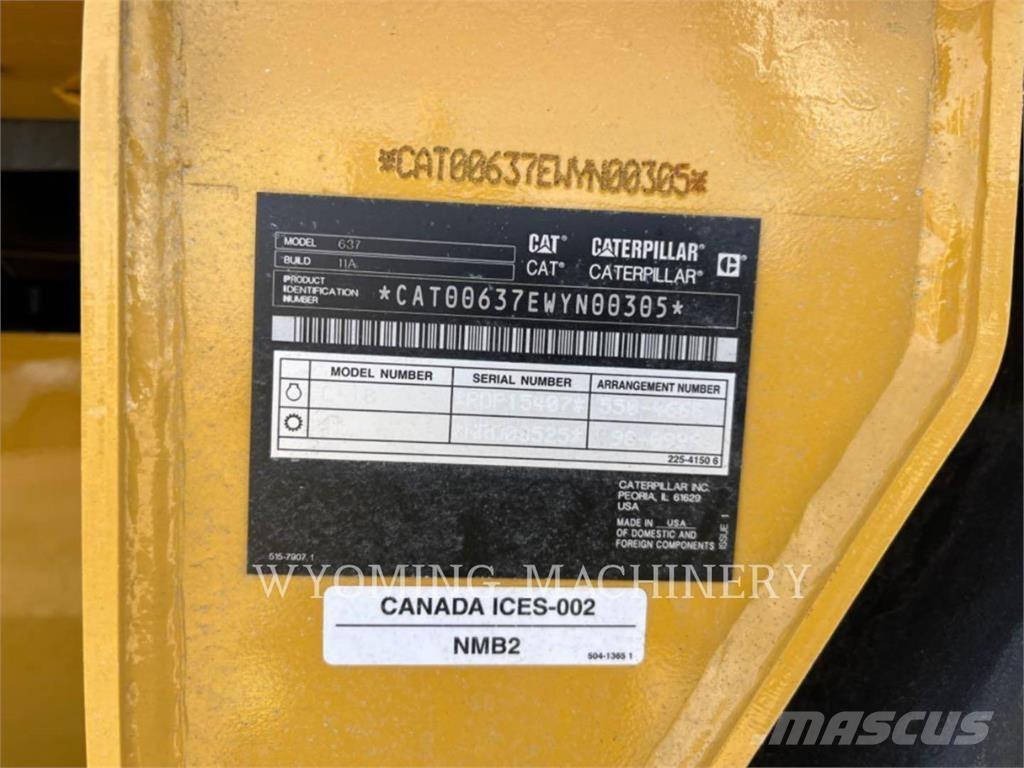 *CAT00637EWYN00305*
MODEL 637
BUILD 11A
CAT® CATERPILLAR®
CAT® CATERPILLAR®
PRODUCT IDENTIFICATION NUMBER *CAT00637EWYN00305*
MODEL NUMBER SERIAL NUMBER ARRANGEMENT NUMBER
225-4150 6
CATERPILLAR INC.
PEORIA, IL 61629
USA
MADE IN USA
OF DOMESTIC AND
FOREIGN COMPONENTS
ISSUE 1
515-7907 1
WYOMING MACHINERY
CANADA ICES-002
NMB2
504-1365 1
MASCUS